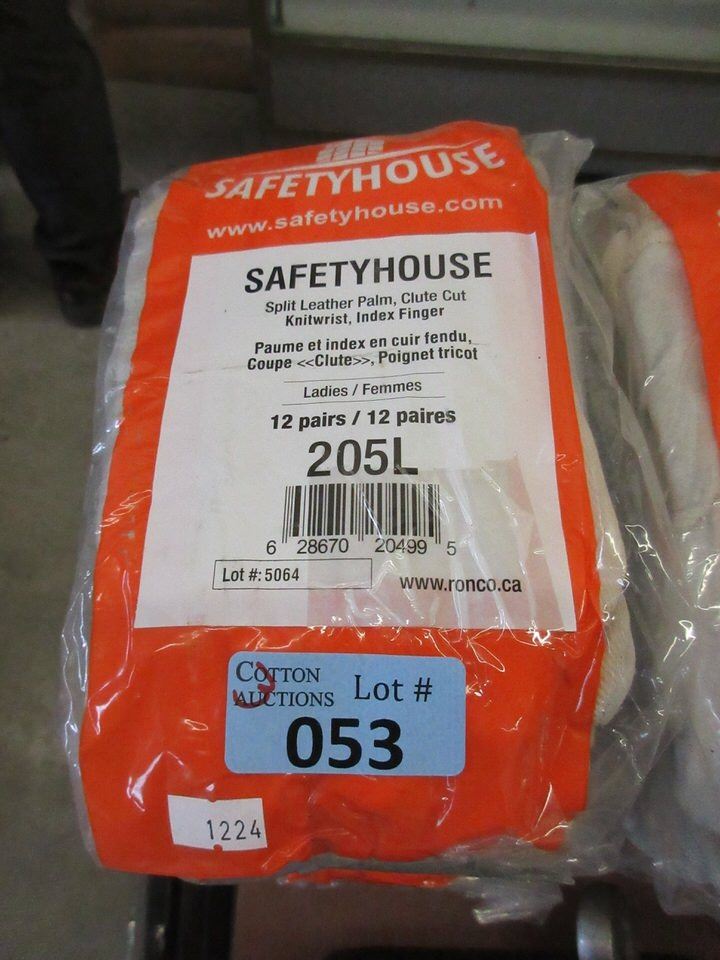 SAFETYHOUSE
www.safetyhouse.com
SAFETYHOUSE
Split Leather Palm, Clute Cut
Knitwrist, Index Finger
Paume et index en cuir fendu,
Coupe <<Clute>>, Poignet tricot
Ladies / Femmes
12 pairs / 12 paires
205L
6 28670 20499 5
Lot #: 5064
www.ronco.ca
COTTON
AUCTIONS
Lot #
053
3
1224